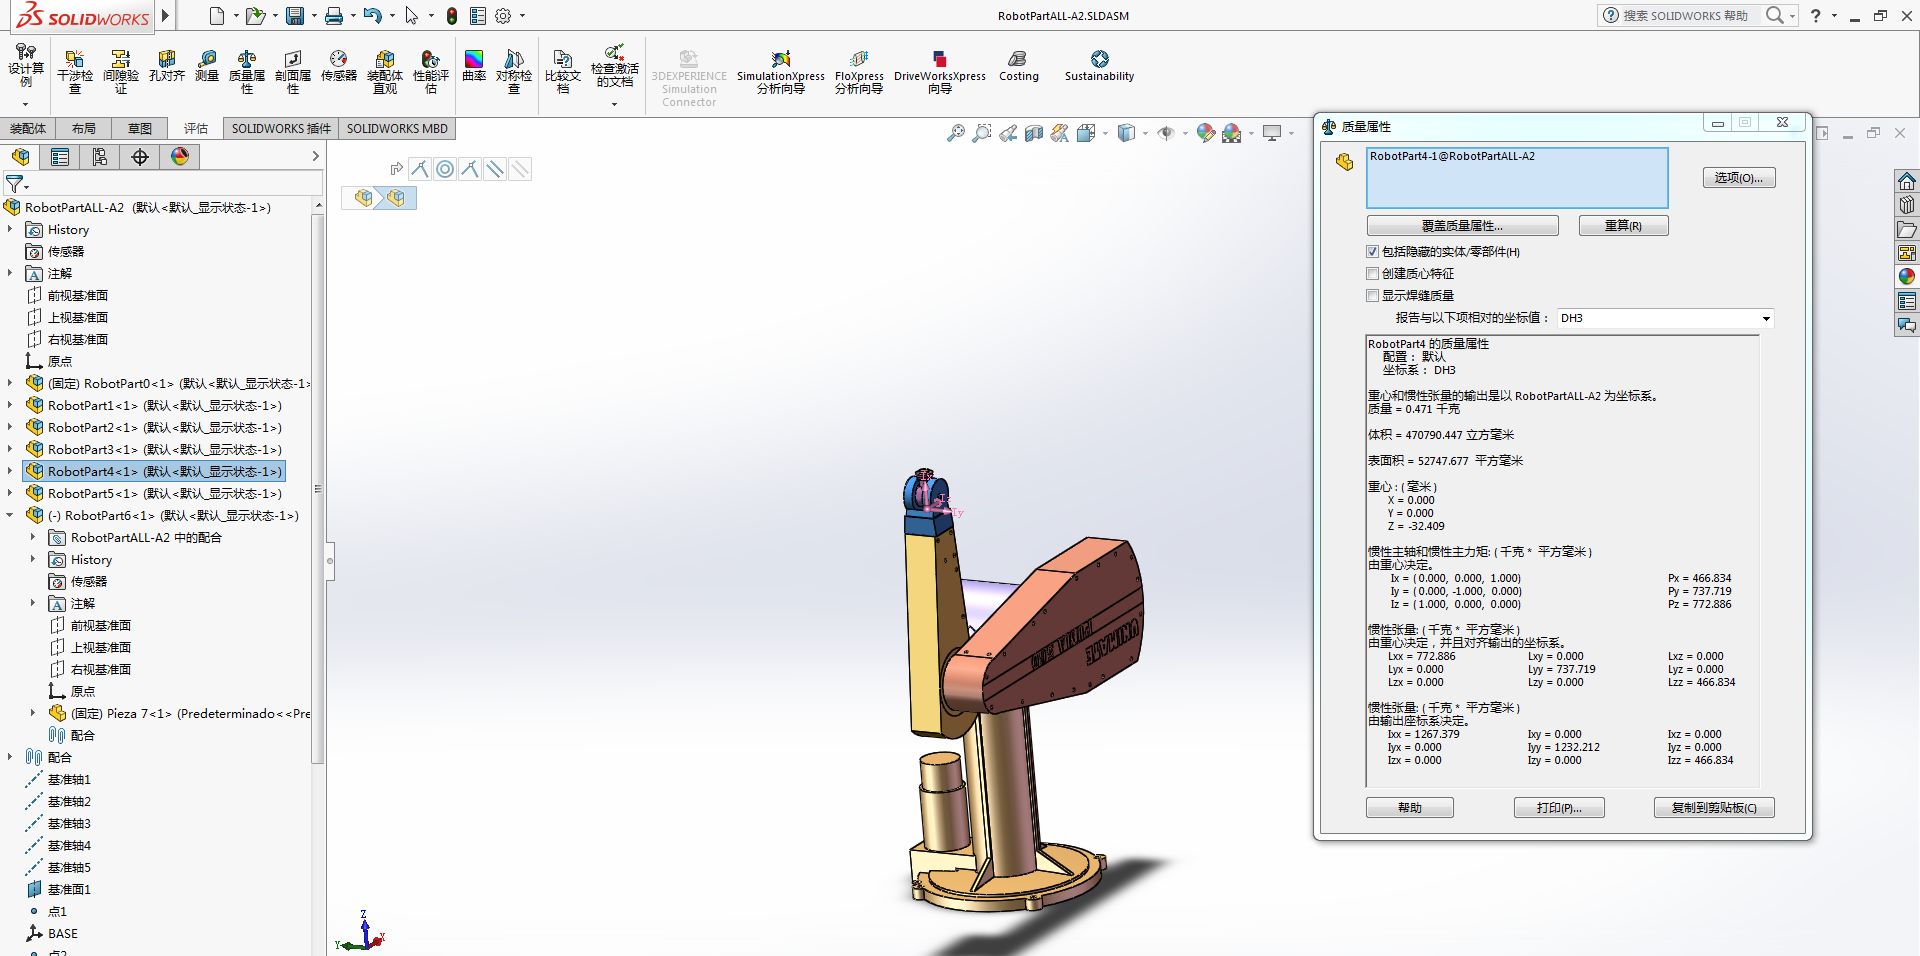 SOLIDWORKS
RobotPartALL-A2.SLDASM
搜索 SOLIDWORKS 帮助
设计算例
干涉检查
间隙验证
孔对齐
测量
质量属性
剖面属性
传感器
装配体直观
性能评估
曲率
对称检查
比较文档
检查激活的文档
3DEXPERIENCE Simulation Connector
SimulationXpress 分析向导
FloXpress 分析向导
DriveWorksXpress 向导
Costing
Sustainability
装配体
布局
草图
评估
SOLIDWORKS 插件
SOLIDWORKS MBD
RobotPartALL-A2 (默认<默认_显示状态-1>)
History
传感器
注解
前视基准面
上视基准面
右视基准面
原点
(固定) RobotPart0<1> (默认<默认_显示状态-1>
RobotPart1<1> (默认<默认_显示状态-1>)
RobotPart2<1> (默认<默认_显示状态-1>)
RobotPart3<1> (默认<默认_显示状态-1>)
RobotPart4<1> (默认<默认_显示状态-1>)
RobotPart5<1> (默认<默认_显示状态-1>)
(-) RobotPart6<1> (默认<默认_显示状态-1>)
RobotPartALL-A2 中的配合
History
传感器
注解
前视基准面
上视基准面
右视基准面
原点
(固定) Pieza 7<1> (Predeterminado<<Pre
配合
配合
基准轴1
基准轴2
基准轴3
基准轴4
基准轴5
基准面1
点1
BASE
点2
Iy
UNIMATE
Z
Y
X
质量属性
RobotPart4-1@RobotPartALL-A2
选项(O)...
覆盖质量属性...
重算(R)
包括隐藏的实体/零部件(H)
创建质心特征
显示焊缝质量
报告与以下项相对的坐标值： DH3
RobotPart4 的质量属性
配置： 默认
坐标系： DH3
重心和惯性张量的输出是以 RobotPartALL-A2 为坐标系。
质量 = 0.471 千克
体积 = 470790.447 立方毫米
表面积 = 52747.677 平方毫米
重心 : ( 毫米 )
X = 0.000
Y = 0.000
Z = -32.409
惯性主轴和惯性主力矩: ( 千克 * 平方毫米 )
由重心决定。
Ix = ( 0.000, 0.000, 1.000) Px = 466.834
Iy = ( 0.000, -1.000, 0.000) Py = 737.719
Iz = ( 1.000, 0.000, 0.000) Pz = 772.886
惯性张量: ( 千克 * 平方毫米 )
由重心决定，并且对齐输出的坐标系。
Lxx = 772.886 Lxy = 0.000 Lxz = 0.000
Lyx = 0.000 Lyy = 737.719 Lyz = 0.000
Lzx = 0.000 Lzy = 0.000 Lzz = 466.834
惯性张量: ( 千克 * 平方毫米 )
由输出座标系决定。
Ixx = 1267.379 Ixy = 0.000 Ixz = 0.000
Iyx = 0.000 Iyy = 1232.212 Iyz = 0.000
Izx = 0.000 Izy = 0.000 Izz = 466.834
帮助
打印(P)...
复制到剪贴板(C)